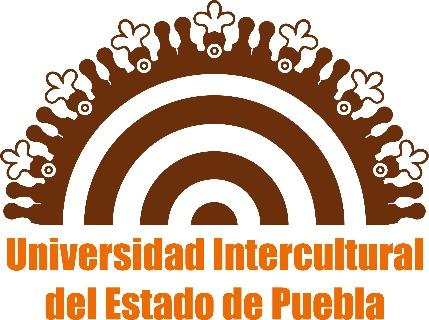 Universidad Intercultural
del Estado de Puebla